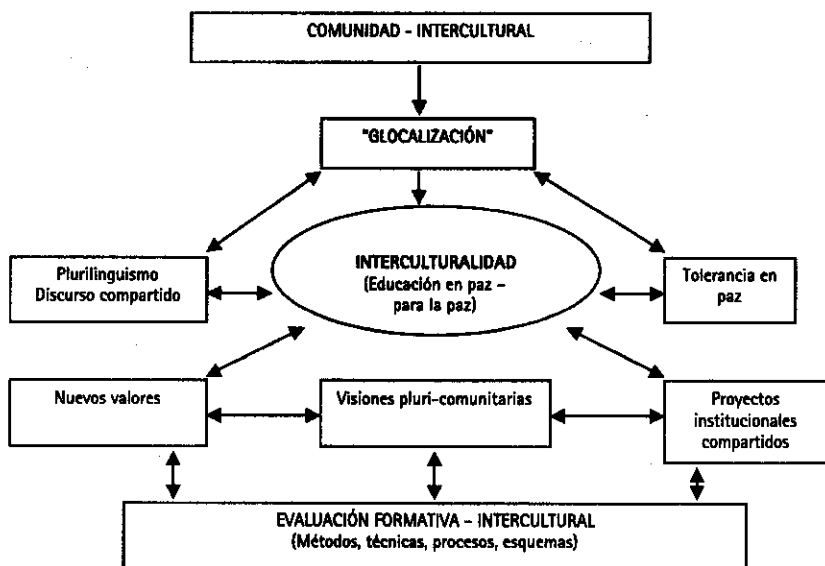 COMUNIDAD - INTERCULTURAL
"GLOCALIZACIÓN"
INTERCULTURALIDAD
(Educación en paz –
para la paz)
Plurilinguismo
Discurso compartido
Tolerancia en
paz
Nuevos valores
Visiones pluri-comunitarias
Proyectos
institucionales
compartidos
EVALUACIÓN FORMATIVA – INTERCULTURAL
(Métodos, técnicas, procesos, esquemas)